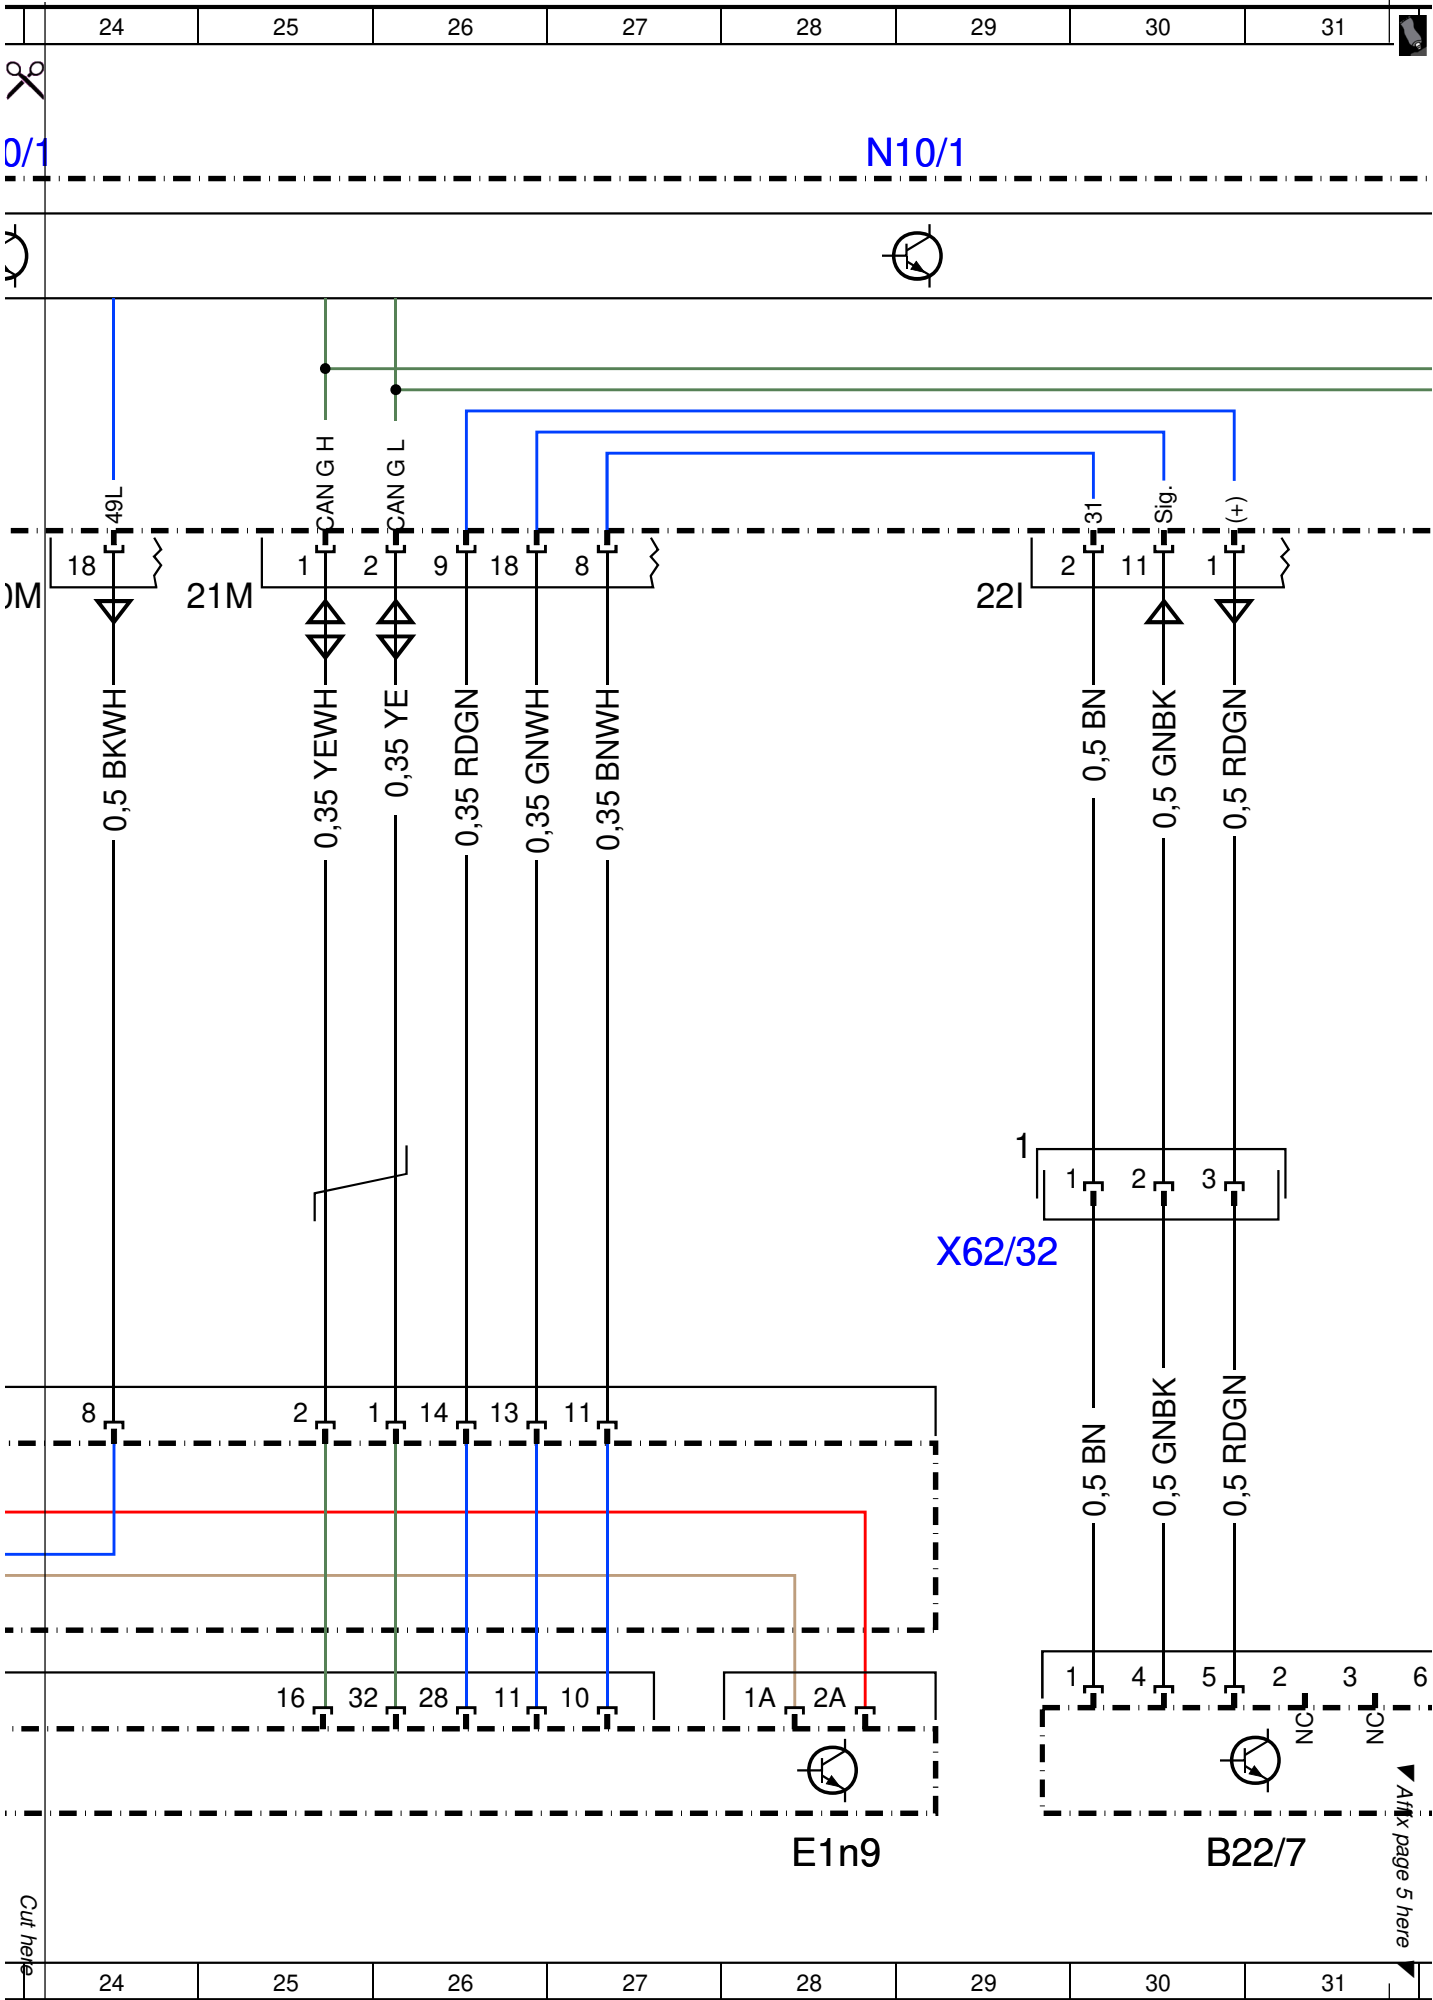 24 25 26 27 28 29 30 31
0/1 N10/1
49L CAN G H CAN G L 31 Sig. (+)
18 1 2 9 18 8 2 11 1
0M 21M 22I
0,5 BKWH 0,35 YEWH 0,35 YE 0,35 RDGN 0,35 GNWH 0,35 BNWH 0,5 BN 0,5 GNBK 0,5 RDGN
1
1 2 3
X62/32
8 2 1 14 13 11
0,5 BN 0,5 GNBK 0,5 RDGN
1 4 5 2 3 6
16 32 28 11 10 1A 2A
NC NC
E1n9 B22/7
Affix page 5 here
Cut here
24 25 26 27 28 29 30 31